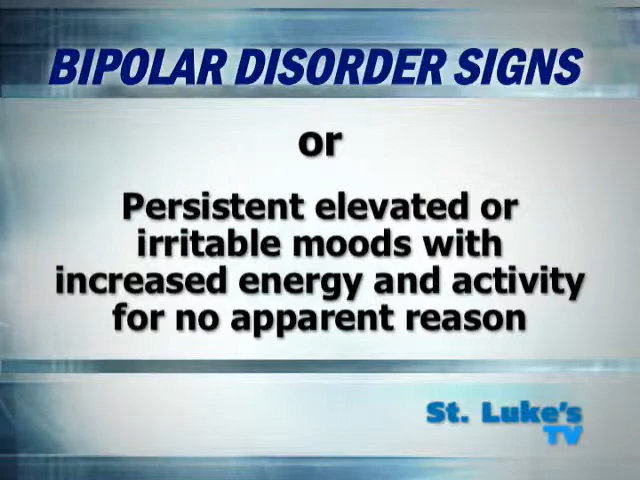 BIPOLAR DISORDER SIGNS
or
Persistent elevated or
irritable moods with
increased energy and activity
for no apparent reason
St. Luke's
TV